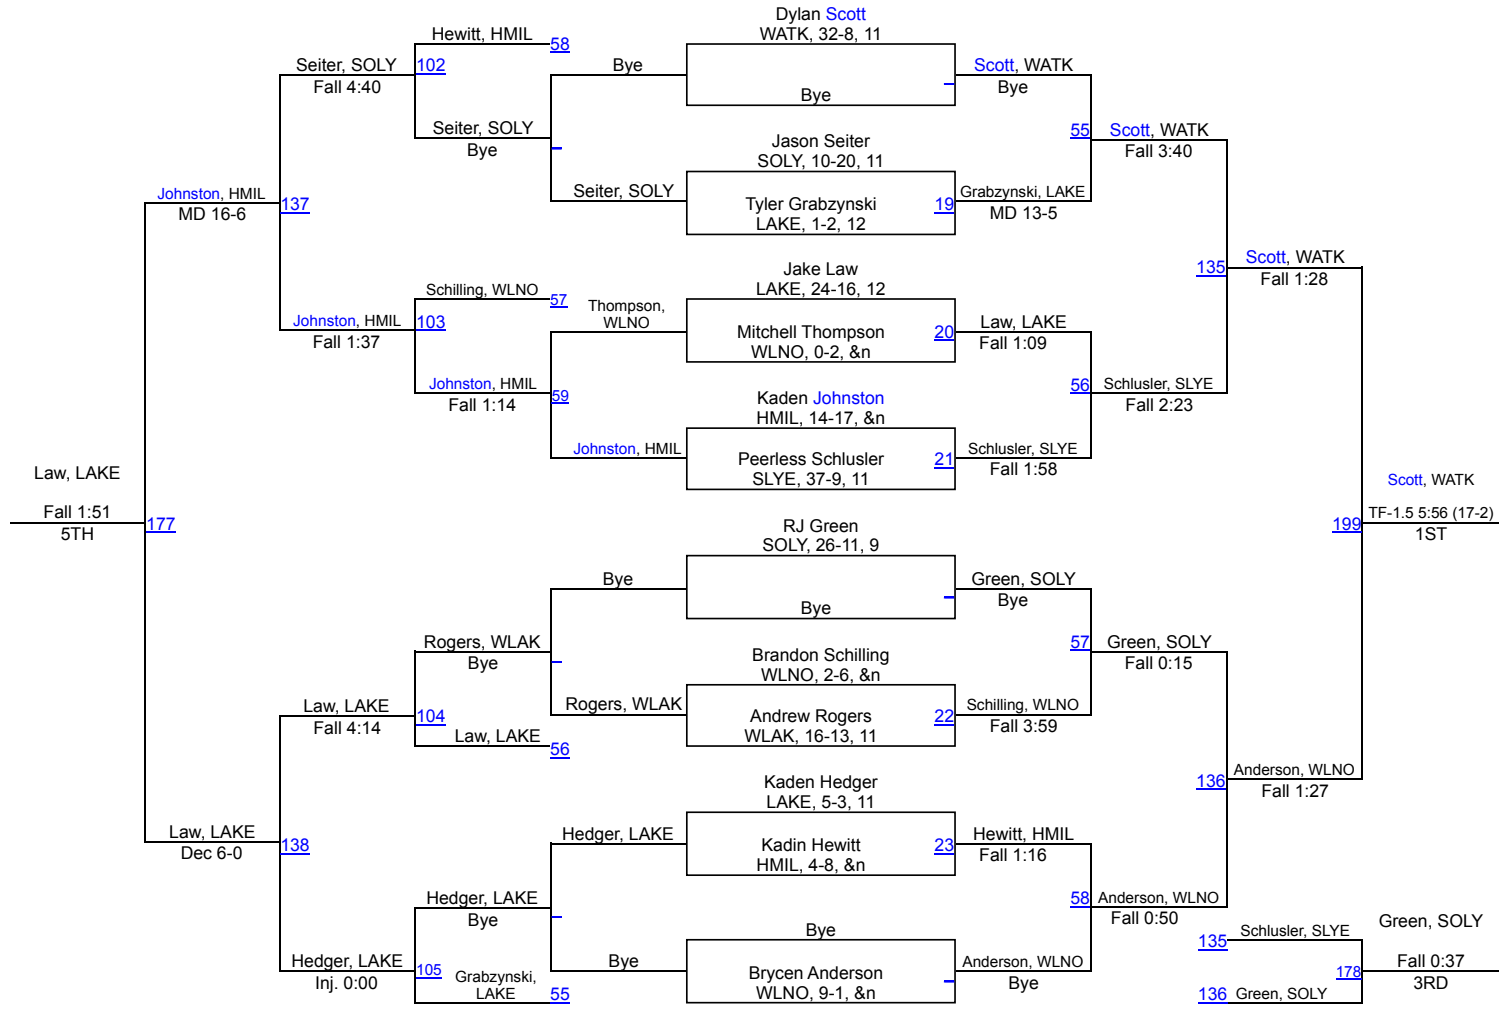 Dylan Scott
WATK, 32-8, 11
Bye
Jason Seiter
SOLY, 10-20, 11
Tyler Grabzynski
LAKE, 1-2, 12
19
Jake Law
LAKE, 24-16, 12
Mitchell Thompson
WLNO, 0-2, &n
20
Kaden Johnston
HMIL, 14-17, &n
Peerless Schlusler
SLYE, 37-9, 11
21
RJ Green
SOLY, 26-11, 9
Bye
Brandon Schilling
WLNO, 2-6, &n
Andrew Rogers
WLAK, 16-13, 11
22
Kaden Hedger
LAKE, 5-3, 11
Kadin Hewitt
HMIL, 4-8, &n
23
Bye
Brycen Anderson
WLNO, 9-1, &n
Scott, WATK
Bye
55
Grabzynski, LAKE
MD 13-5
Law, LAKE
Fall 1:09
56
Schlusler, SLYE
Fall 1:58
Green, SOLY
Bye
57
Schilling, WLNO
Fall 3:59
Hewitt, HMIL
Fall 1:16
58
Anderson, WLNO
Bye
Scott, WATK
Fall 3:40
135
Schlusler, SLYE
Fall 2:23
Green, SOLY
Fall 0:15
136
Anderson, WLNO
Fall 0:50
Scott, WATK
Fall 1:28
199
Anderson, WLNO
Fall 1:27
Scott, WATK
TF-1.5 5:56 (17-2)
1ST
135
Schlusler, SLYE
178
136
Green, SOLY
Green, SOLY
Fall 0:37
3RD
Bye
Seiter, SOLY
Thompson,
WLNO
59
Johnston, HMIL
Bye
Rogers, WLAK
Hedger, LAKE
Bye
Hewitt, HMIL
58
102
Seiter, SOLY
Bye
Schilling, WLNO
57
103
Johnston, HMIL
Fall 1:14
Rogers, WLAK
Bye
104
Law, LAKE
56
Hedger, LAKE
Bye
105
Grabzynski,
LAKE
55
Seiter, SOLY
Fall 4:40
137
Johnston, HMIL
Fall 1:37
Law, LAKE
Fall 4:14
138
Hedger, LAKE
Inj. 0:00
Johnston, HMIL
MD 16-6
177
Law, LAKE
Dec 6-0
Law, LAKE
Fall 1:51
5TH